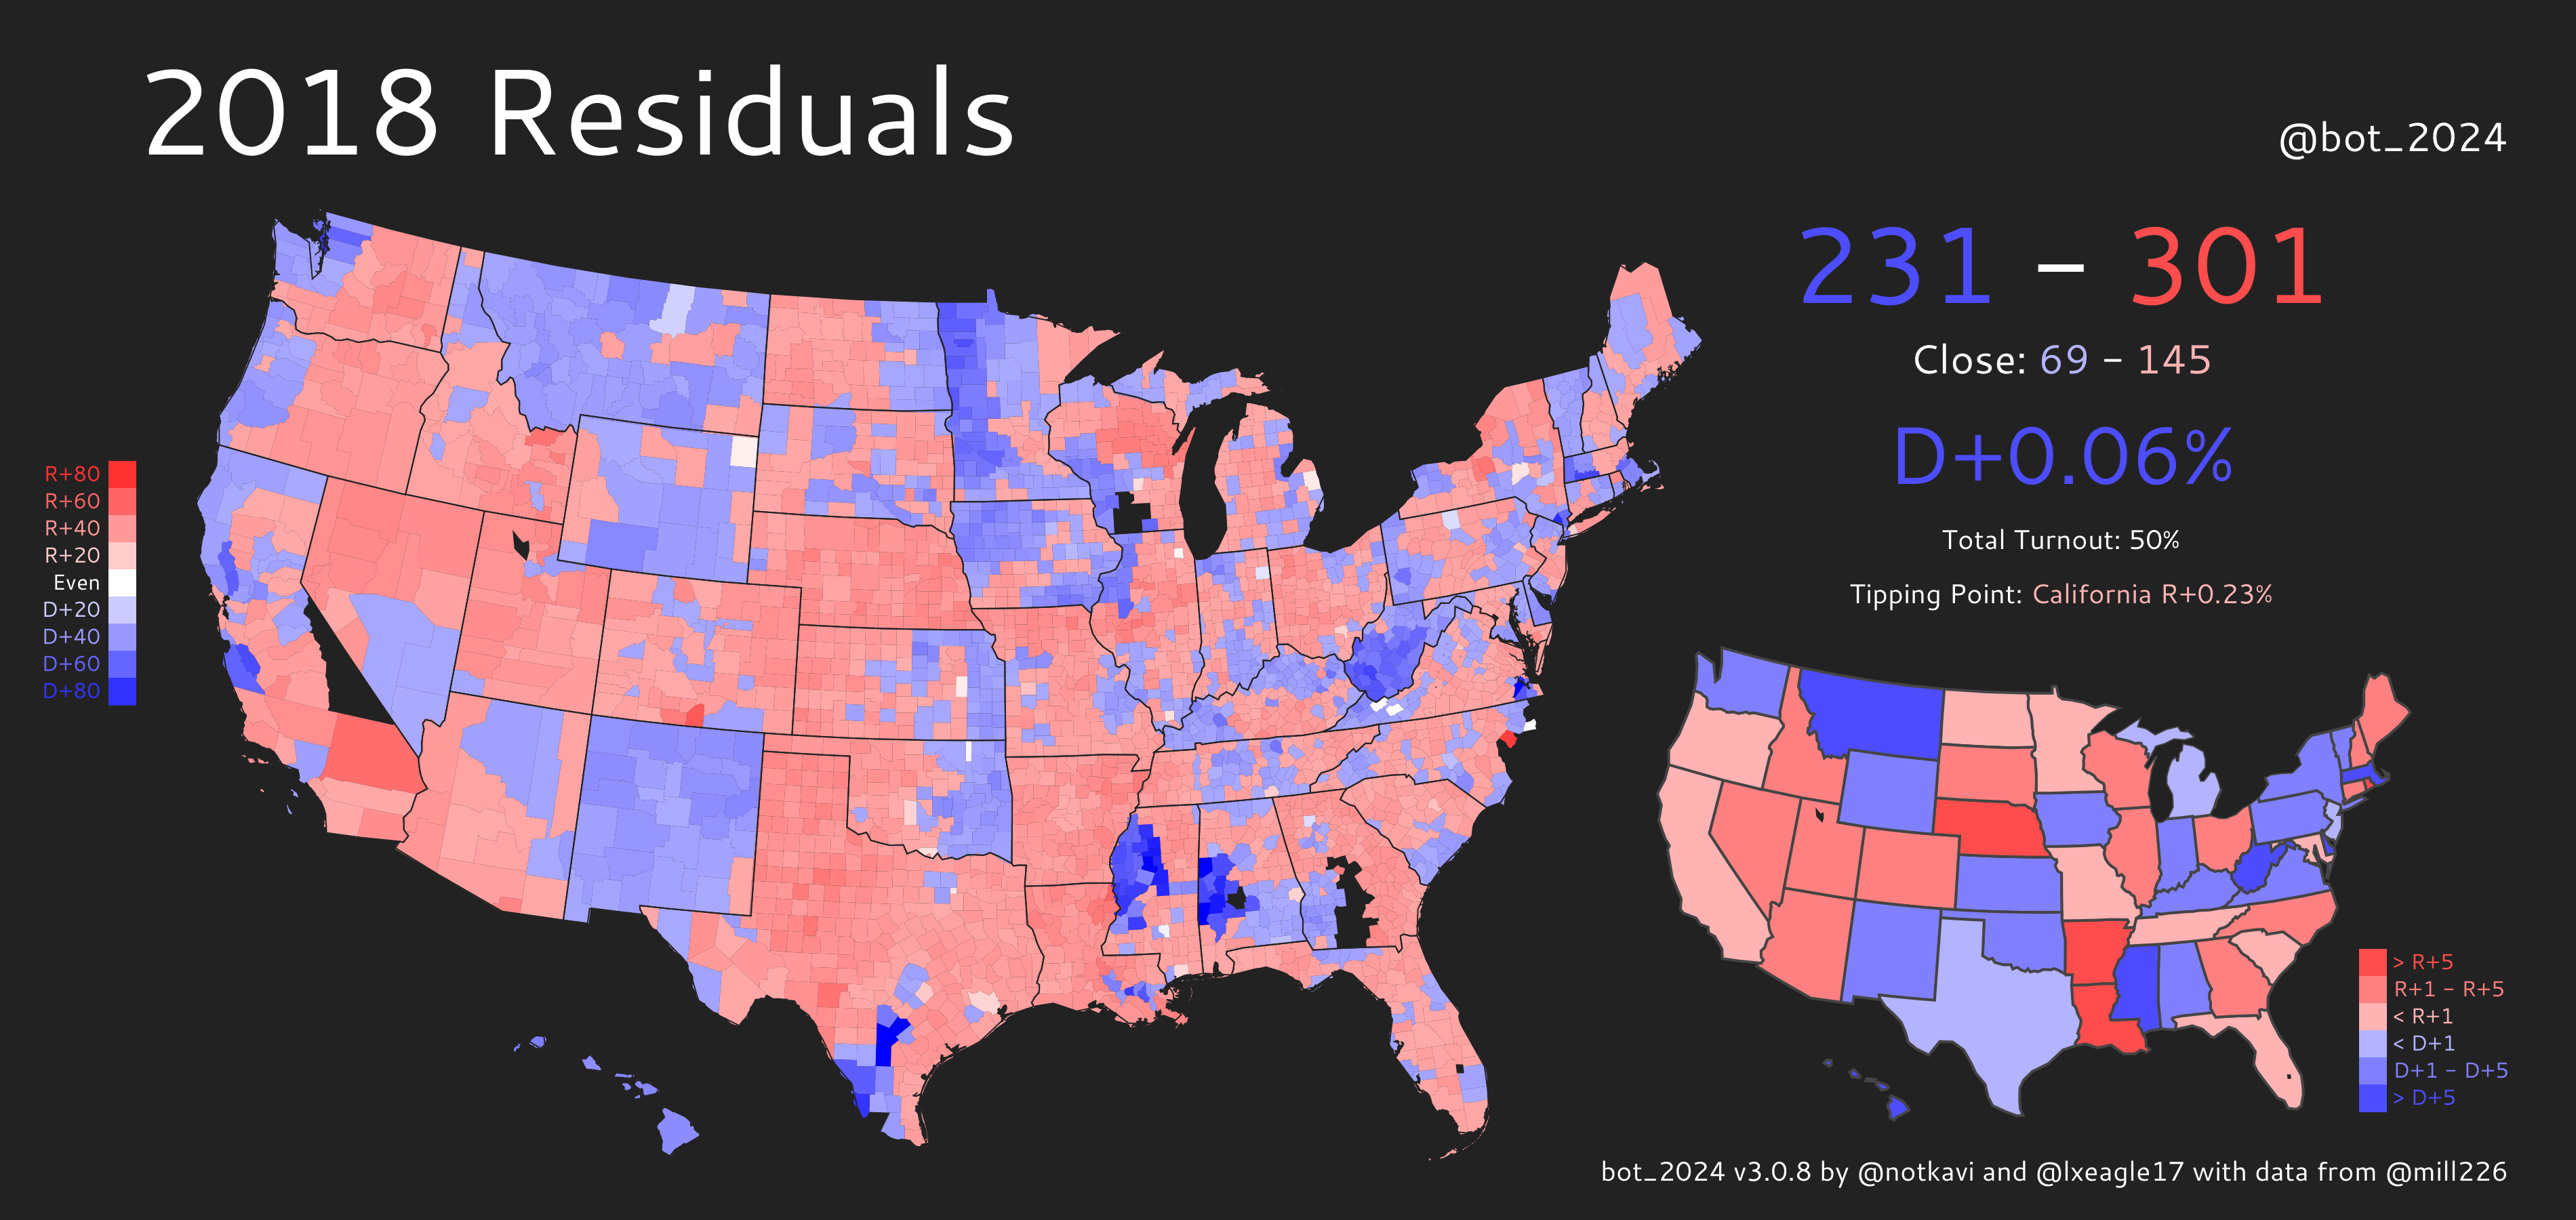 2018 Residuals
@bot_2024
231 – 301
Close: 69 - 145
D+0.06%
Total Turnout: 50%
Tipping Point: California R+0.23%
R+80
R+60
R+40
R+20
Even
D+20
D+40
D+60
D+80
> R+5
R+1 - R+5
< R+1
< D+1
D+1 - D+5
> D+5
bot_2024 v3.0.8 by @notkavi and @lxeagle17 with data from @mill226